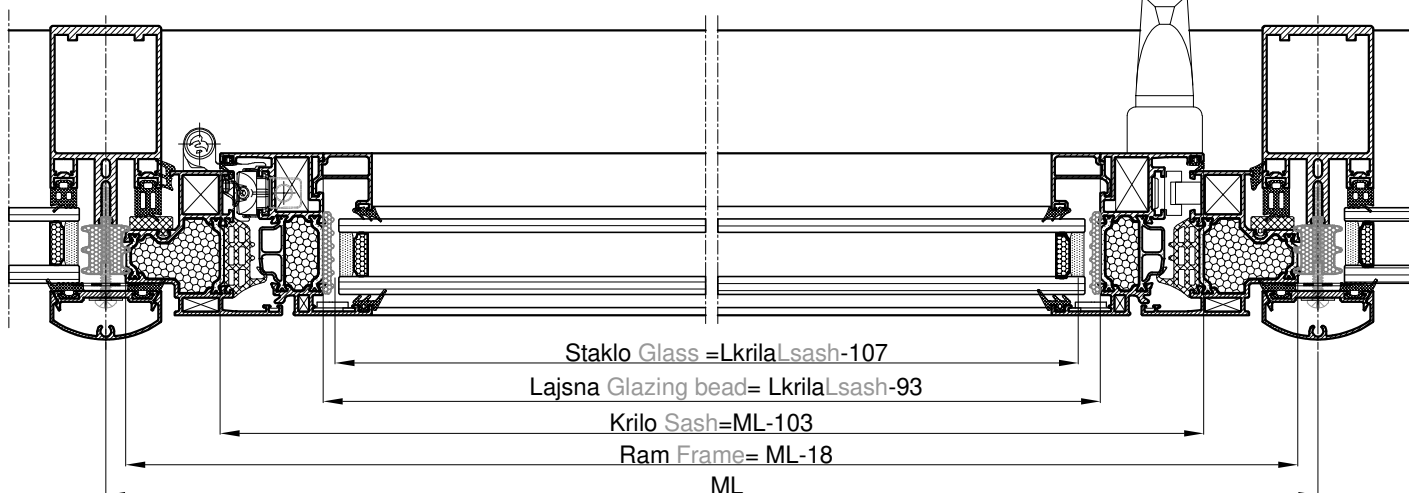 Staklo Glass =LkrilaLsash-107
Lajsna Glazing bead= LkrilaLsash-93
Krilo Sash=ML-103
Ram Frame= ML-18
ML